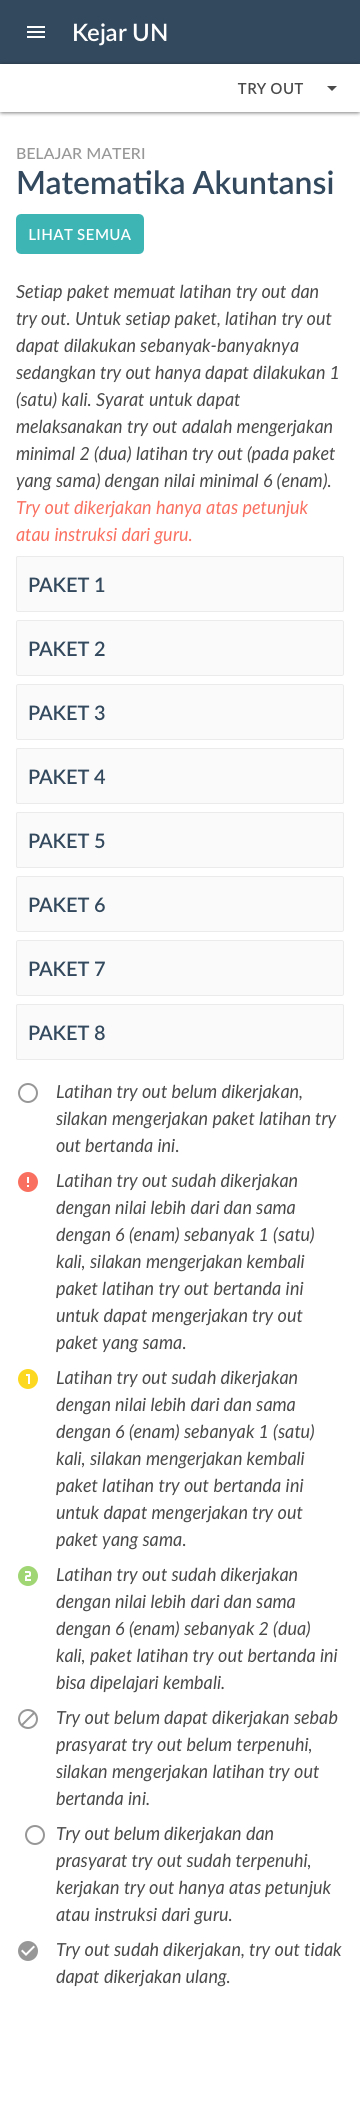 Kejar UN
TRY OUT
BELAJAR MATERI
Matematika Akuntansi
LIHAT SEMUA
Setiap paket memuat latihan try out dan
try out. Untuk setiap paket, latihan try out
dapat dilakukan sebanyak-banyaknya
sedangkan try out hanya dapat dilakukan 1
(satu) kali. Syarat untuk dapat
melaksanakan try out adalah mengerjakan
minimal 2 (dua) latihan try out (pada paket
yang sama) dengan nilai minimal 6 (enam).
Try out dikerjakan hanya atas petunjuk
atau instruksi dari guru.
PAKET 1
PAKET 2
PAKET 3
PAKET 4
PAKET 5
PAKET 6
PAKET 7
PAKET 8
Latihan try out belum dikerjakan,
silakan mengerjakan paket latihan try
out bertanda ini.
! Latihan try out sudah dikerjakan
dengan nilai lebih dari dan sama
dengan 6 (enam) sebanyak 1 (satu)
kali, silakan mengerjakan kembali
paket latihan try out bertanda ini
untuk dapat mengerjakan try out
paket yang sama.
1 Latihan try out sudah dikerjakan
dengan nilai lebih dari dan sama
dengan 6 (enam) sebanyak 1 (satu)
kali, silakan mengerjakan kembali
paket latihan try out bertanda ini
untuk dapat mengerjakan try out
paket yang sama.
2 Latihan try out sudah dikerjakan
dengan nilai lebih dari dan sama
dengan 6 (enam) sebanyak 2 (dua)
kali, paket latihan try out bertanda ini
bisa dipelajari kembali.
Try out belum dapat dikerjakan sebab
prasyarat try out belum terpenuhi,
silakan mengerjakan latihan try out
bertanda ini.
Try out belum dikerjakan dan
prasyarat try out sudah terpenuhi,
kerjakan try out hanya atas petunjuk
atau instruksi dari guru.
Try out sudah dikerjakan, try out tidak
dapat dikerjakan ulang.